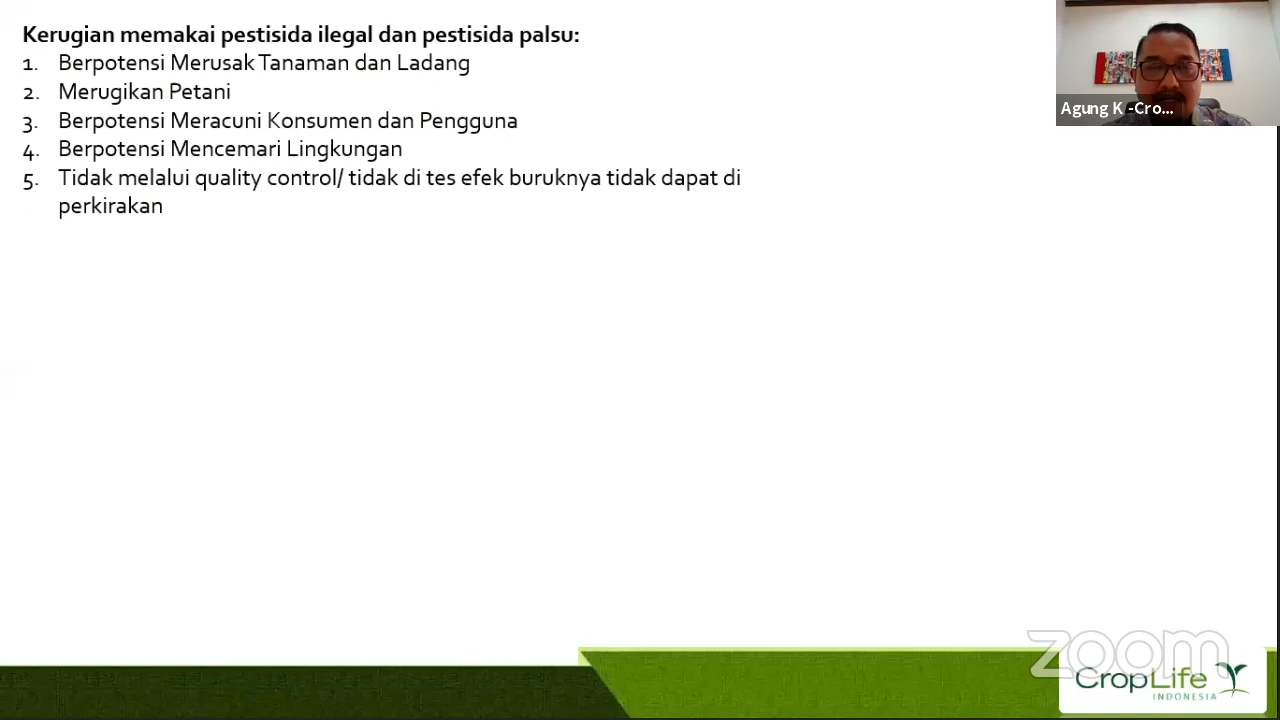 Kerugian memakai pestisida ilegal dan pestisida palsu:
1. Berpotensi Merusak Tanaman dan Ladang
2. Merugikan Petani
3. Berpotensi Meracuni Konsumen dan Pengguna
4. Berpotensi Mencemari Lingkungan
5. Tidak melalui quality control/ tidak di tes efek buruknya tidak dapat di
perkirakan
Agung K -Cro...
zoom
CropLife
INDONESIA